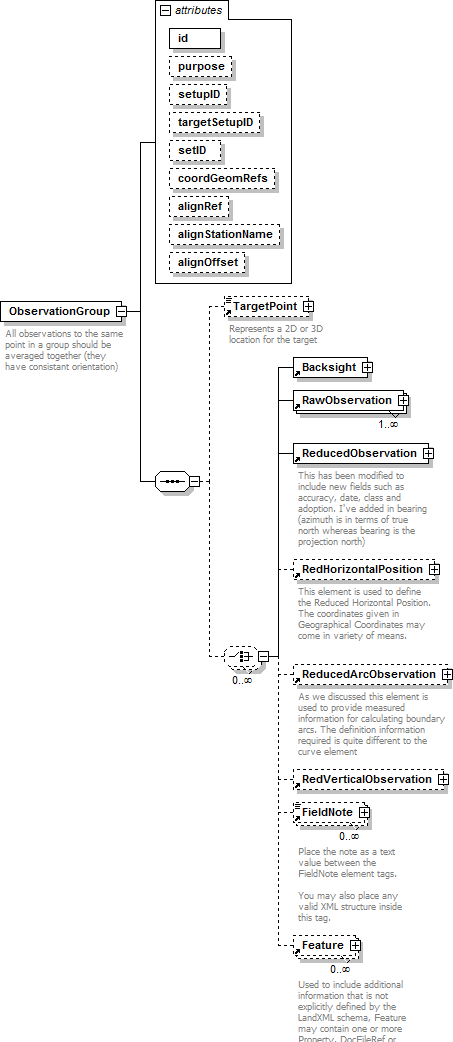 attributes
id
purpose
setupID
targetSetupID
setID
coordGeomRefs
alignRef
alignStationName
alignOffset
ObservationGroup
All observations to the same
point in a group should be
averaged together (they
have consistant orientation)
TargetPoint
Represents a 2D or 3D
location for the target
Backsight
RawObservation
1..∞
ReducedObservation
This has been modified to
include new fields such as
accuracy, date, class and
adoption. I've added in bearing
(azimuth is in terms of true
north whereas bearing is the
projection north)
RedHorizontalPosition
This element is used to define
the Reduced Horizontal Position.
The coordinates given in
Geographical Coordinates may
come in variety of means.
0..∞
ReducedArcObservation
As we discussed this element is
used to provide measured
information for calculating boundary
arcs. The definition information
required is quite different to the
curve element
RedVerticalObservation
FieldNote
0..∞
Place the note as a text
value between the
FieldNote element tags.
You may also place any
valid XML structure inside
this tag.
Feature
0..∞
Used to include additional
information that is not
explicitly defined by the
LandXML schema, Feature
may contain one or more
Property, DocFileRef or